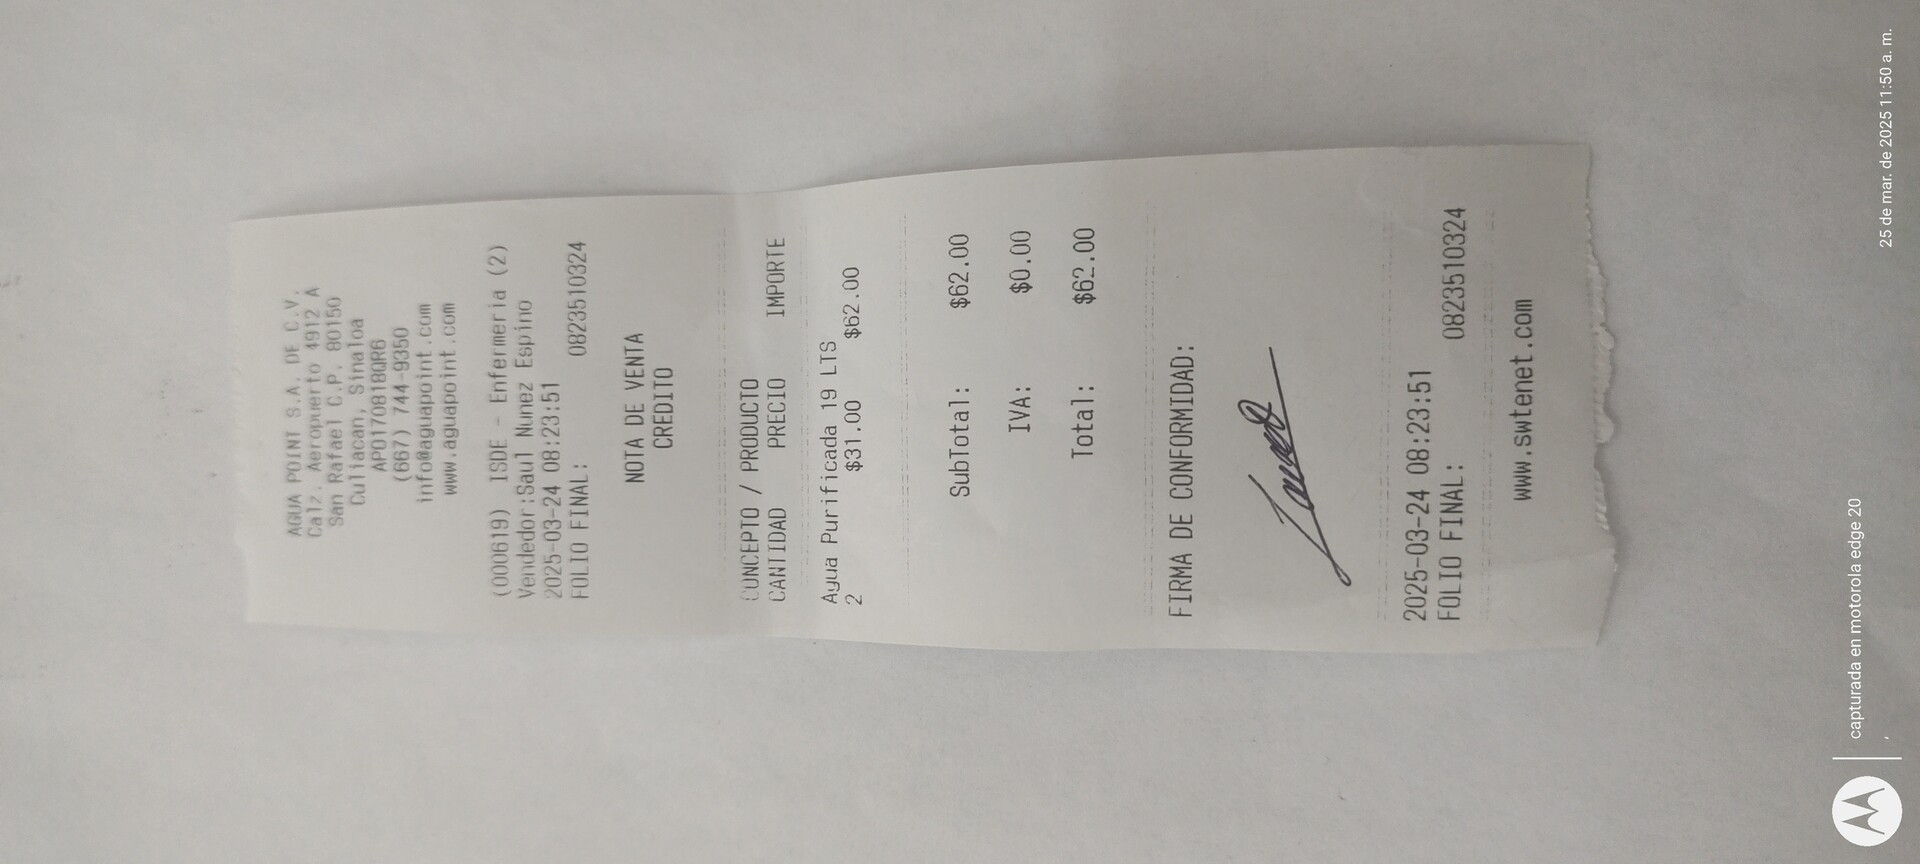 AGUA POINT S.A. DE C.V.
Calz. Aeropuerto 4912 A
San Rafael C.P. 80150
Culiacan, Sinaloa
APO170818QR6
(667) 744-9350
info@aguapoint.com
www.aguapoint.com
(000619) ISDE - Enfermeria (2)
Vendedor:Saul Nunez Espino
2025-03-24 08:23:51
FOLIO FINAL: 0823510324
NOTA DE VENTA
CREDITO
CONCEPTO / PRODUCTO
CANTIDAD PRECIO IMPORTE
Agua Purificada 19 LTS
2 $31.00 $62.00
SubTotal: $62.00
IVA: $0.00
Total: $62.00
FIRMA DE CONFORMIDAD:
2025-03-24 08:23:51
FOLIO FINAL: 0823510324
www.swtenet.com
capturada en motorola edge 20
,
25 de mar. de 2025 11:50 a. m.